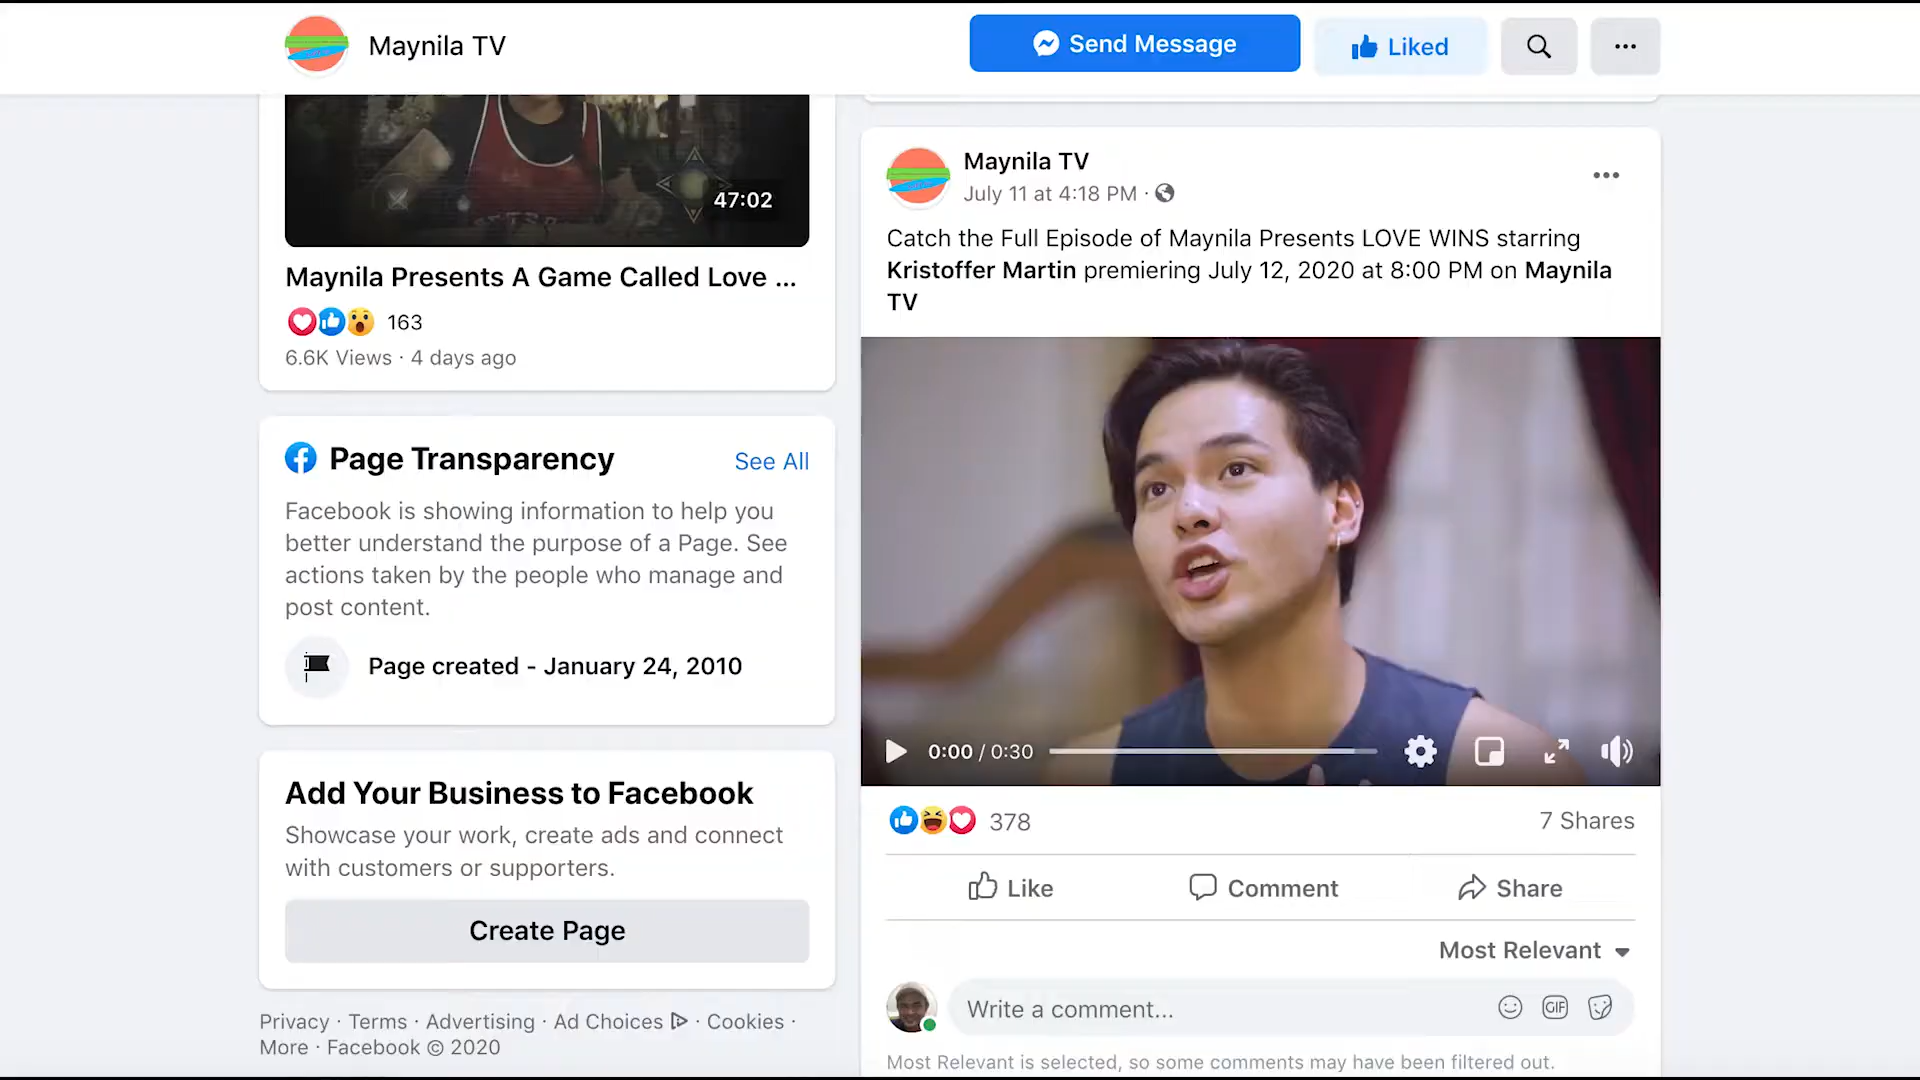 Maynila TV
Send Message
Liked
47:02
Maynila Presents A Game Called Love ...
163
6.6K Views · 4 days ago
Page Transparency
See All
Facebook is showing information to help you
better understand the purpose of a Page. See
actions taken by the people who manage and
post content.
Page created - January 24, 2010
Add Your Business to Facebook
Showcase your work, create ads and connect
with customers or supporters.
Create Page
Privacy · Terms · Advertising · Ad Choices · Cookies ·
More · Facebook © 2020
Maynila TV
July 11 at 4:18 PM ·
Catch the Full Episode of Maynila Presents LOVE WINS starring
Kristoffer Martin premiering July 12, 2020 at 8:00 PM on Maynila
TV
0:00 / 0:30
378
7 Shares
Like
Comment
Share
Most Relevant
Write a comment...
GIF
Most Relevant is selected, so some comments may have been filtered out.